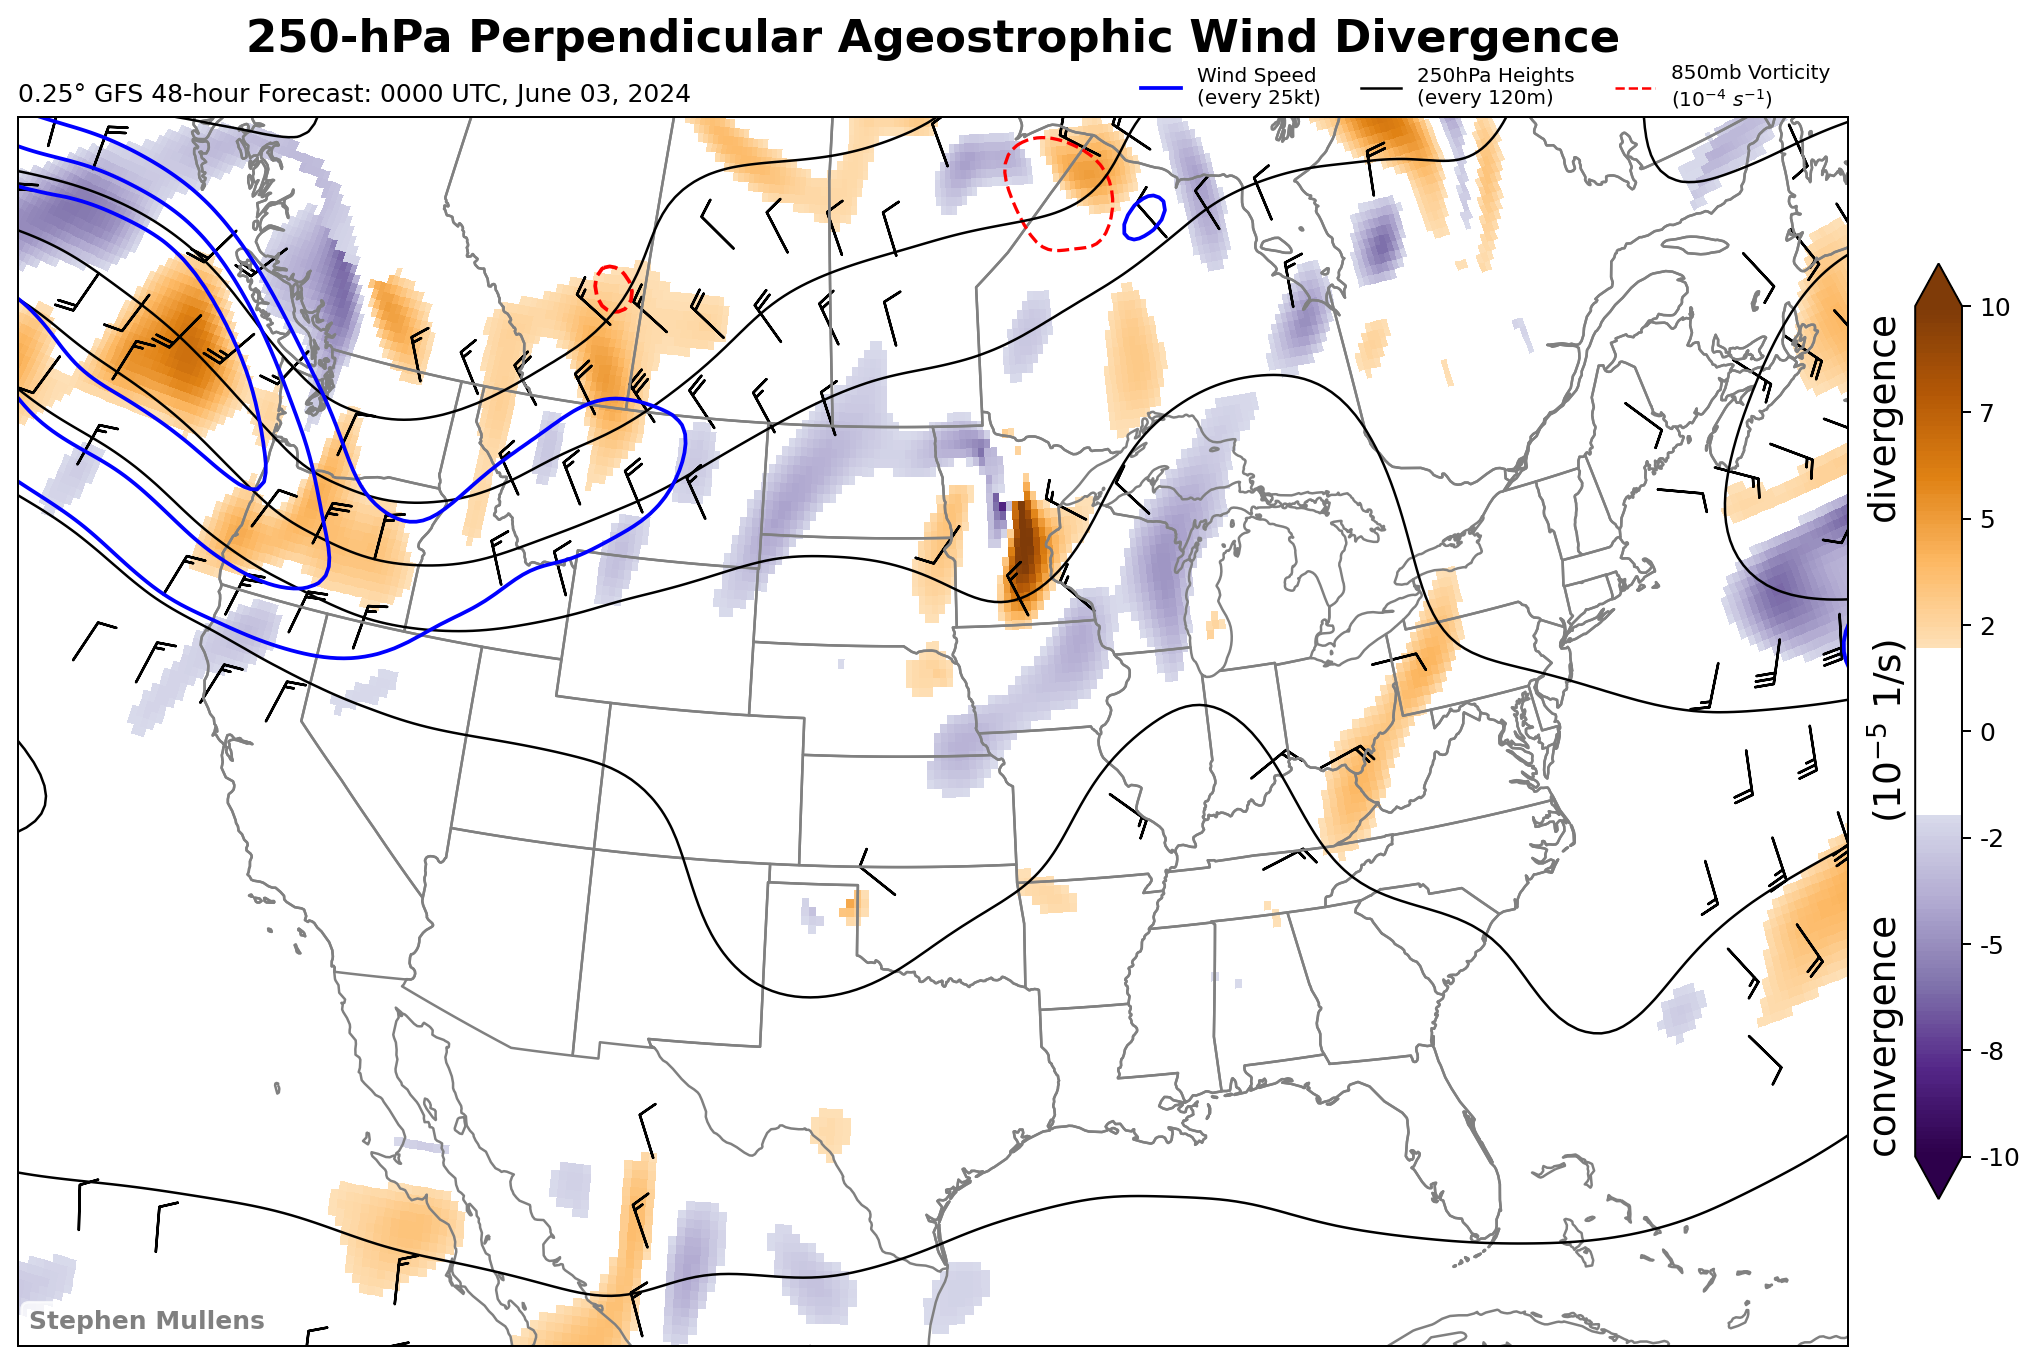 250-hPa Perpendicular Ageostrophic Wind Divergence
0.25° GFS 48-hour Forecast: 0000 UTC, June 03, 2024
Wind Speed
(every 25kt)
250hPa Heights
(every 120m)
850mb Vorticity
(10⁻⁴ s⁻¹)
10
7
5
2
0
-2
-5
-8
-10
convergence (10⁻⁵ 1/s) divergence
Stephen Mullens